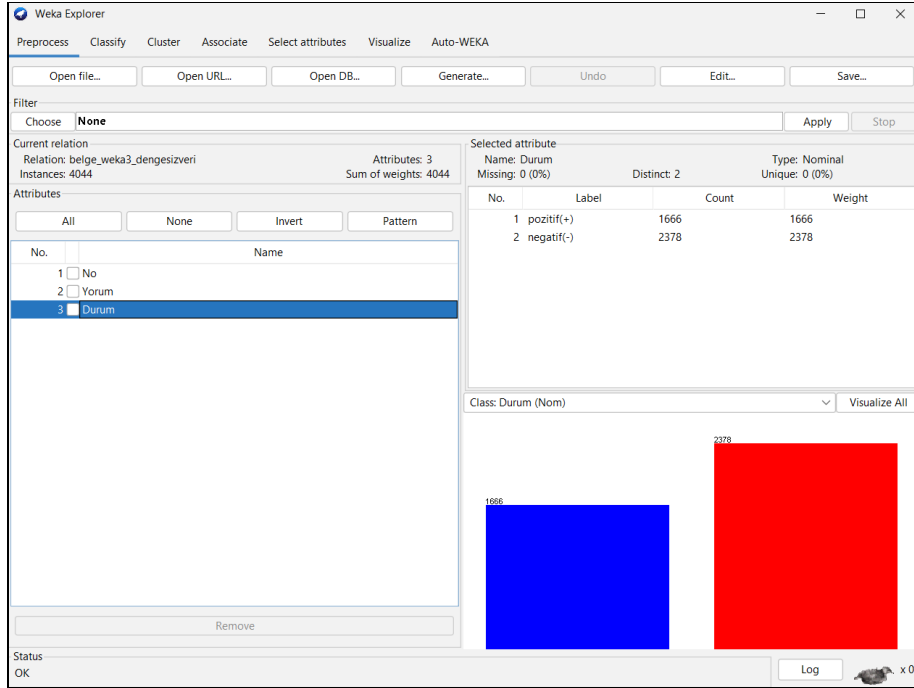 Weka Explorer
Preprocess Classify Cluster Associate Select attributes Visualize Auto-WEKA
Open file... Open URL... Open DB... Generate... Undo Edit... Save...
Filter
Choose None Apply Stop
Current relation
Relation: belge_weka3_dengesizveri Attributes: 3
Instances: 4044 Sum of weights: 4044
Attributes
All None Invert Pattern
No. Name
1 No
2 Yorum
3 Durum
Remove
Selected attribute
Name: Durum Type: Nominal
Missing: 0 (0%) Distinct: 2 Unique: 0 (0%)
No. Label Count Weight
1 pozitif(+) 1666 1666
2 negatif(-) 2378 2378
Class: Durum (Nom) Visualize All
2378
1666
Status
OK
Log x 0